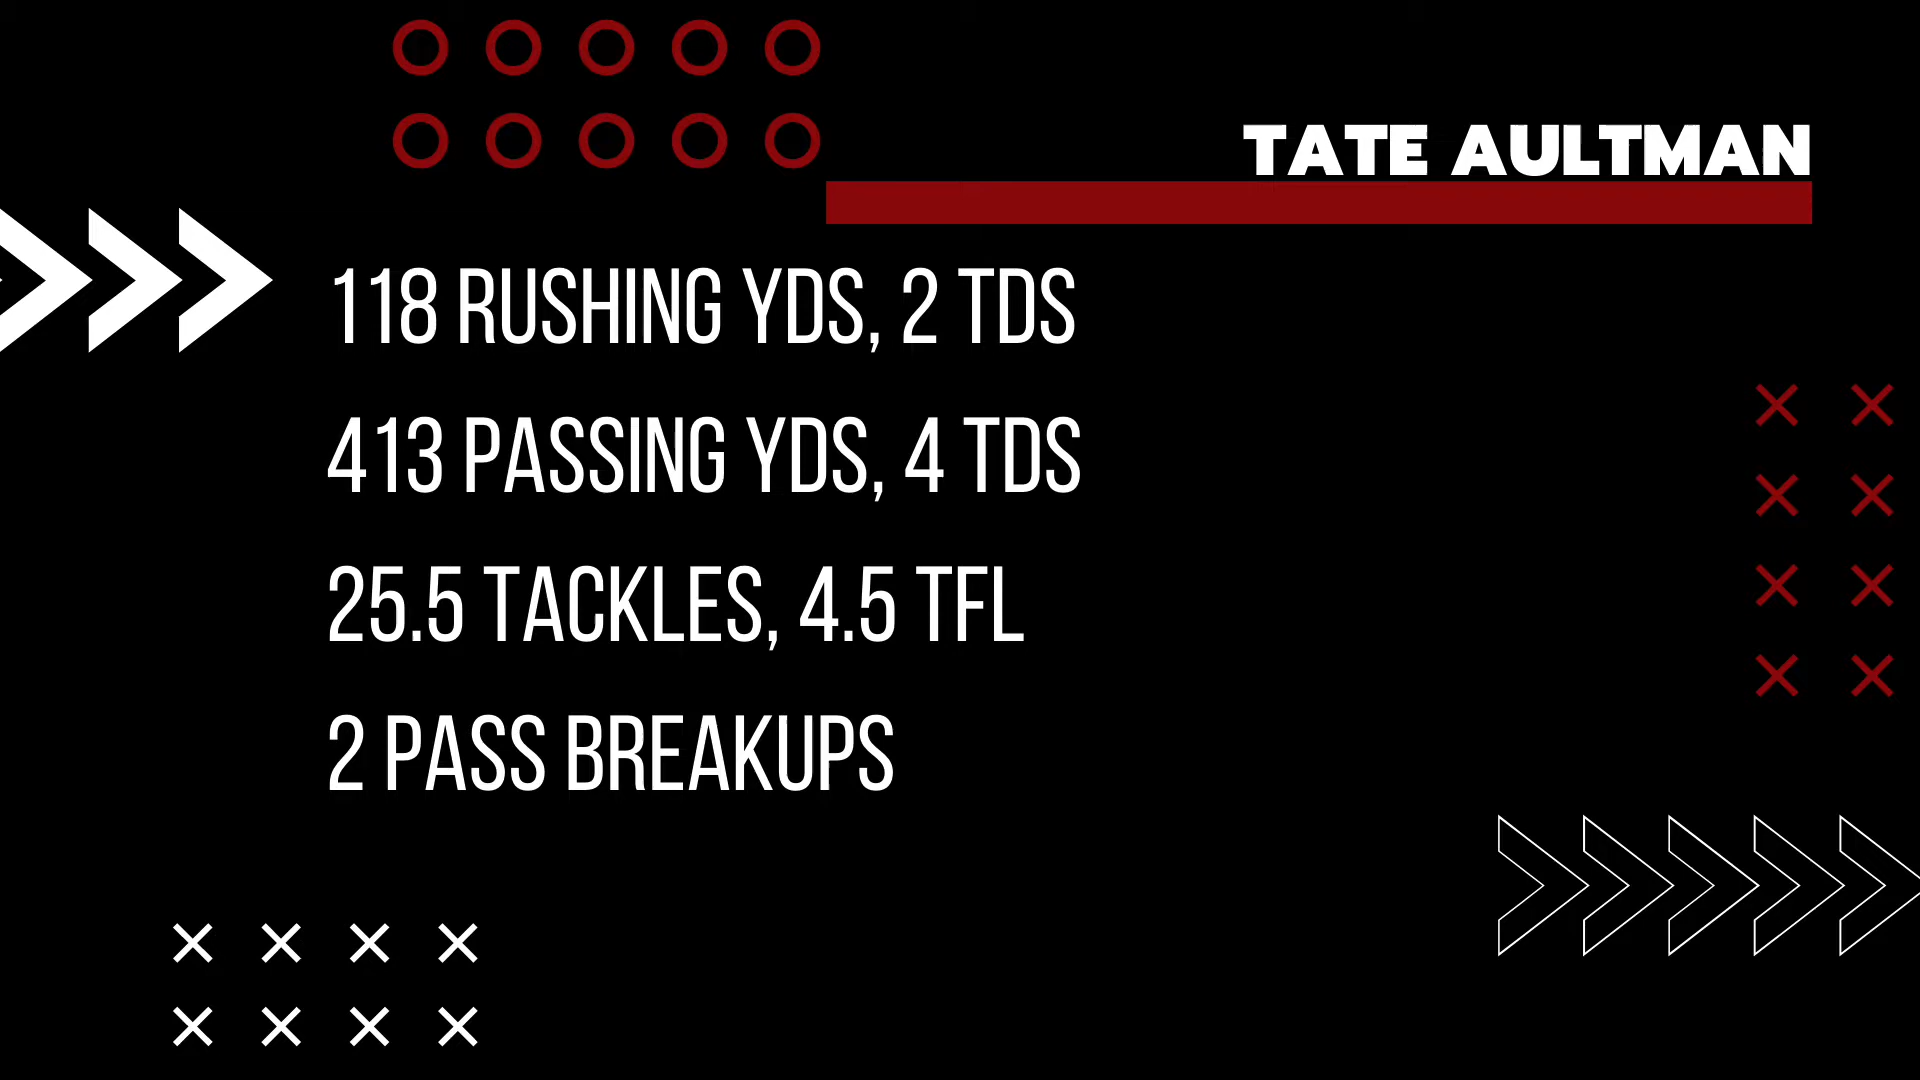 TATE AULTMAN
118 RUSHING YDS, 2 TDS
413 PASSING YDS, 4 TDS
25.5 TACKLES, 4.5 TFL
2 PASS BREAKUPS